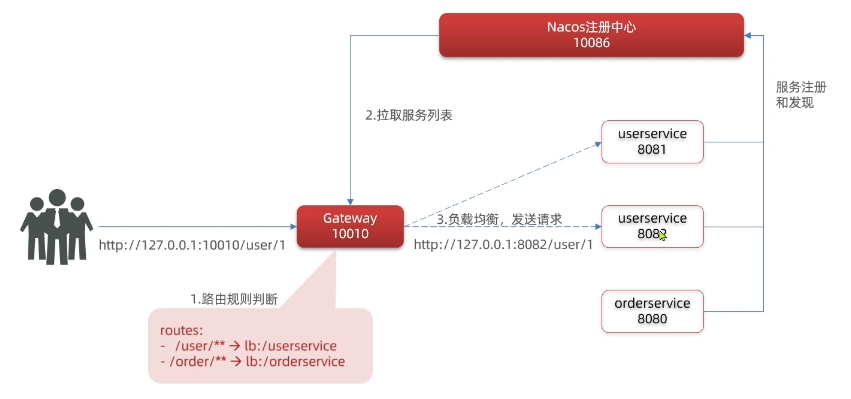 Nacos注册中心
10086
服务注册
和发现
2.拉取服务列表
userservice
8081
Gateway
10010
3.负载均衡，发送请求
userservice
8082
http://127.0.0.1:10010/user/1
http://127.0.0.1:8082/user/1
1.路由规则判断
orderservice
8080
routes:
- /user/** → lb:/userservice
- /order/** → lb:/orderservice